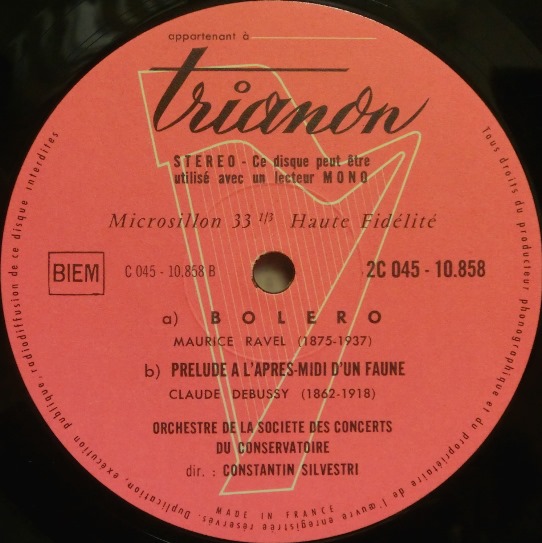 appartenant à
trianon
STEREO - Ce disque peut être
utilisé avec un lecteur MONO
Microsillon 33 1/3 Haute Fidélité
BIEM
C 045 - 10.858 B
2C 045 - 10.858
a) BOLERO
MAURICE RAVEL (1875-1937)
b) PRELUDE A L'APRES-MIDI D'UN FAUNE
CLAUDE DEBUSSY (1862-1918)
ORCHESTRE DE LA SOCIETE DES CONCERTS
DU CONSERVATOIRE
dir. : CONSTANTIN SILVESTRI
MADE IN FRANCE
Tous droits du producteur phonographique et du propriétaire de l'œuvre enregistrée réservés. Duplication, exécution publique, radiodiffusion de ce disque interdites